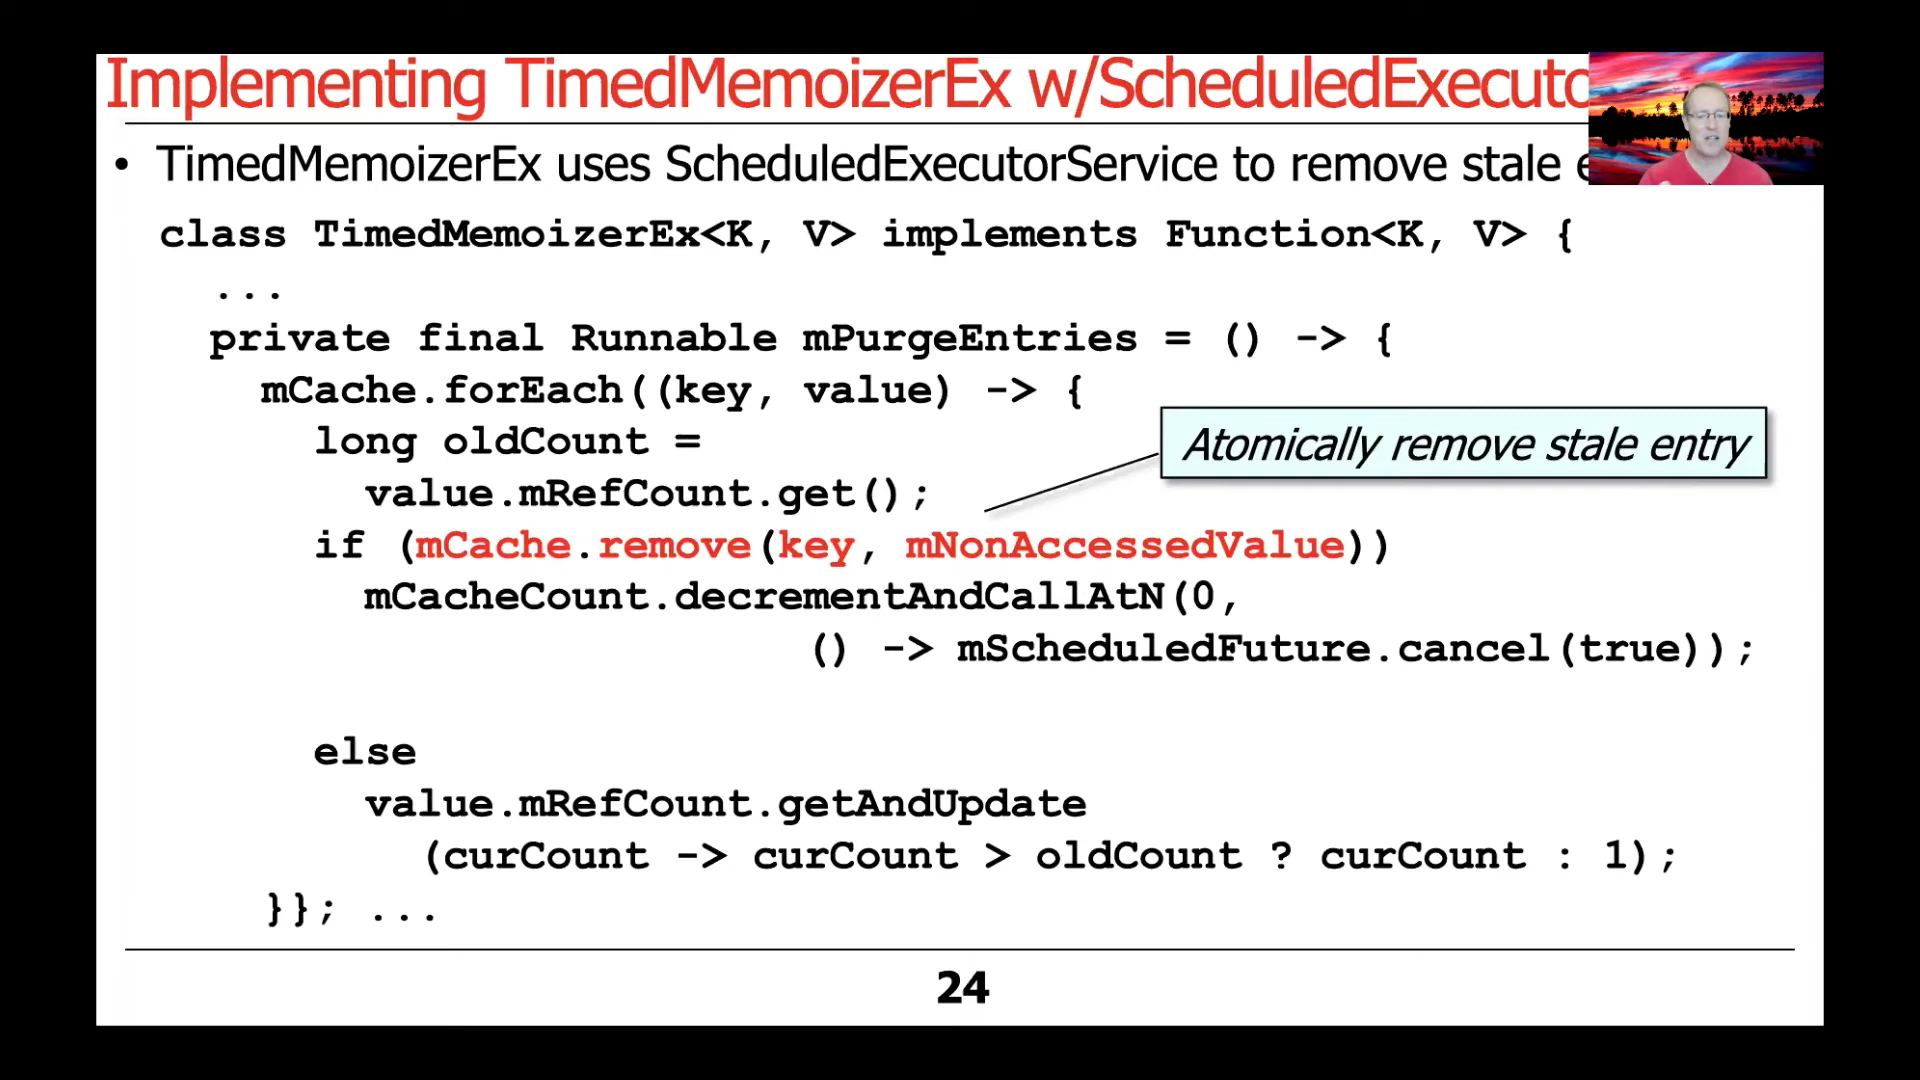 Implementing TimedMemoizerEx w/ScheduledExecuto
• TimedMemoizerEx uses ScheduledExecutorService to remove stale e
class TimedMemoizerEx<K, V> implements Function<K, V> {
...
private final Runnable mPurgeEntries = () -> {
mCache.forEach((key, value) -> {
long oldCount =
value.mRefCount.get();
Atomically remove stale entry
if (mCache.remove(key, mNonAccessedValue))
mCacheCount.decrementAndCallAtN(0,
() -> mScheduledFuture.cancel(true));
else
value.mRefCount.getAndUpdate
(curCount -> curCount > oldCount ? curCount : 1);
}}; ...
24